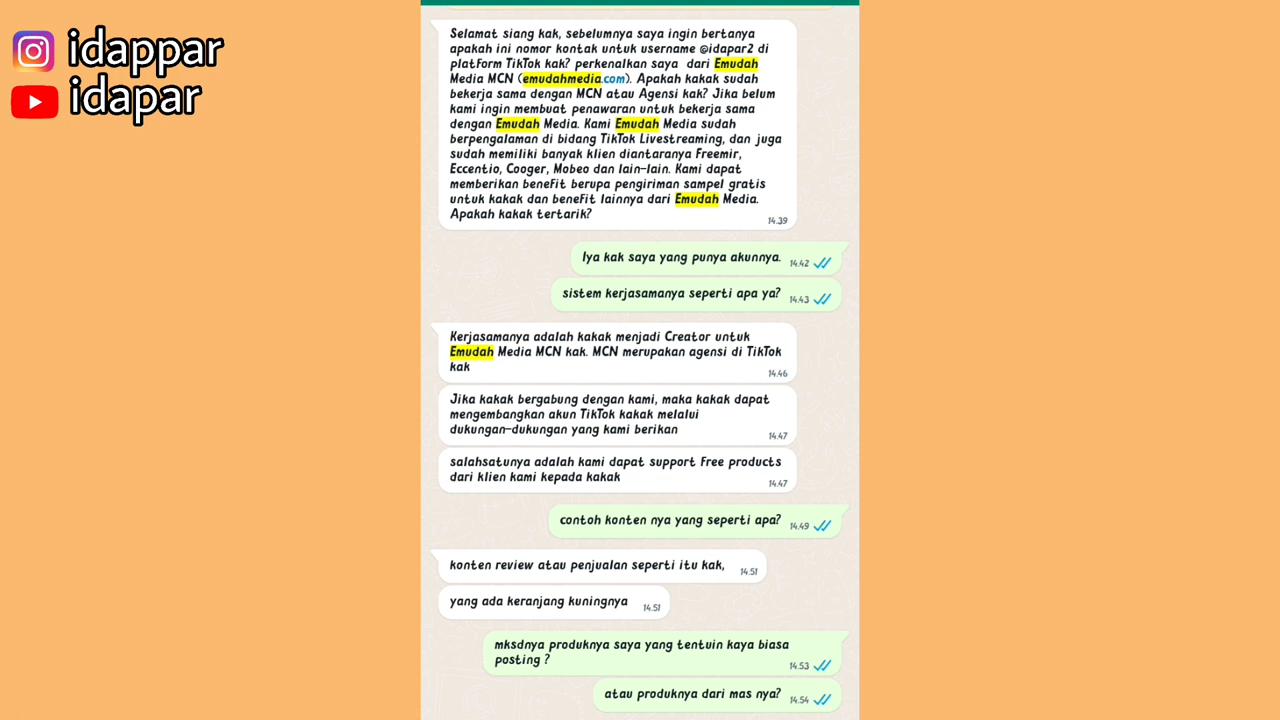 idappar
idapar
Selamat siang kak, sebelumnya saya ingin bertanya
apakah ini nomor kontak untuk username @idapar2 di
platform TikTok kak? perkenalkan saya dari Emudah
Media MCN (emudahmedia.com). Apakah kakak sudah
bekerja sama dengan MCN atau Agensi kak? Jika belum
kami ingin membuat penawaran untuk bekerja sama
dengan Emudah Media. Kami Emudah Media sudah
berpengalaman di bidang TikTok Livestreaming, dan juga
sudah memiliki banyak klien diantaranya Freemir,
Eccentio, Cooger, Mobeo dan lain-lain. Kami dapat
memberikan benefit berupa pengiriman sampel gratis
untuk kakak dan benefit lainnya dari Emudah Media.
Apakah kakak tertarik?
14.39
Iya kak saya yang punya akunnya.
14.42
sistem kerjasamanya seperti apa ya?
14.43
Kerjasamanya adalah kakak menjadi Creator untuk
Emudah Media MCN kak. MCN merupakan agensi di TikTok
kak
14.46
Jika kakak bergabung dengan kami, maka kakak dapat
mengembangkan akun TikTok kakak melalui
dukungan-dukungan yang kami berikan
14.47
salahsatunya adalah kami dapat support Free products
dari klien kami kepada kakak
14.47
contoh konten nya yang seperti apa?
14.49
konten review atau penjualan seperti itu kak,
14.51
yang ada keranjang kuningnya
14.51
mksdnya produknya saya yang tentuin kaya biasa
posting ?
14.53
atau produknya dari mas nya?
14.54